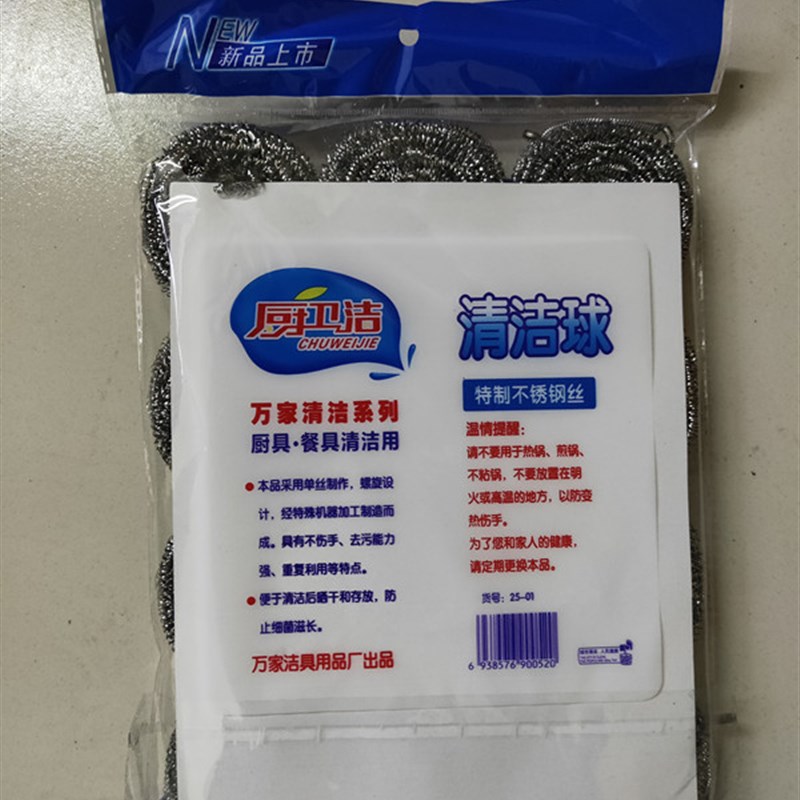 NEW
新品上市
厨卫洁
CHUWEIJIE
万家清洁系列
厨具·餐具清洁用
●本品采用单丝制作，螺旋设
计，经特殊机器加工制造而
成。具有不伤手、去污能力
强、重复利用等特点。
●便于清洁后晒干和存放，防
止细菌滋长。
万家洁具用品厂出品
清洁球
特制不锈钢丝
温情提醒：
请不要用于热锅、煎锅、
不粘锅，不要放置在明
火或高温的地方，以防变
热伤手。
为了您和家人的健康，
请定期更换本品。
货号：25-01
6 938576 900520